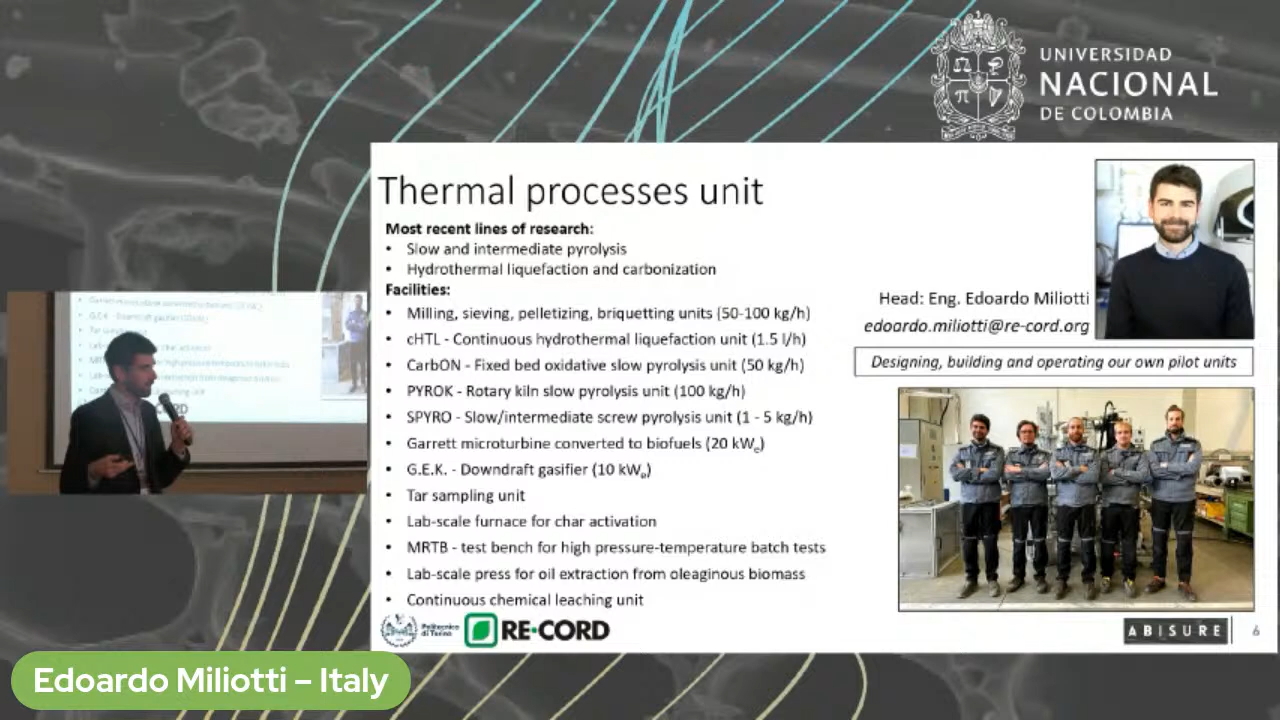 UNIVERSIDAD
NACIONAL
DE COLOMBIA
Thermal processes unit
Most recent lines of research:
• Slow and intermediate pyrolysis
• Hydrothermal liquefaction and carbonization
Facilities:
• Milling, sieving, pelletizing, briquetting units (50-100 kg/h)
• cHTL - Continuous hydrothermal liquefaction unit (1.5 l/h)
• CarbON - Fixed bed oxidative slow pyrolysis unit (50 kg/h)
• PYROK - Rotary kiln slow pyrolysis unit (100 kg/h)
• SPYRO - Slow/intermediate screw pyrolysis unit (1 - 5 kg/h)
• Garrett microturbine converted to biofuels (20 kWe)
• G.E.K. - Downdraft gasifier (10 kWe)
• Tar sampling unit
• Lab-scale furnace for char activation
• MRTB - test bench for high pressure-temperature batch tests
• Lab-scale press for oil extraction from oleaginous biomass
• Continuous chemical leaching unit
Head: Eng. Edoardo Miliotti
edoardo.miliotti@re-cord.org
Designing, building and operating our own pilot units
Politecnico
di Torino
RE-CORD
ABISURE
6
Edoardo Miliotti – Italy